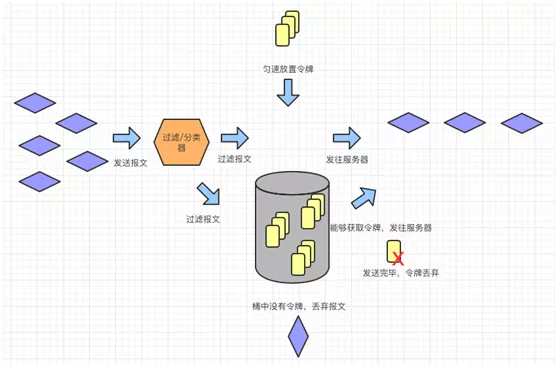 匀速放置令牌
过滤/分类
器
发送报文
过滤报文
发往服务器
过滤报文
能够获取令牌，发往服务器
发送完毕，令牌丢弃
桶中没有令牌，丢弃报文